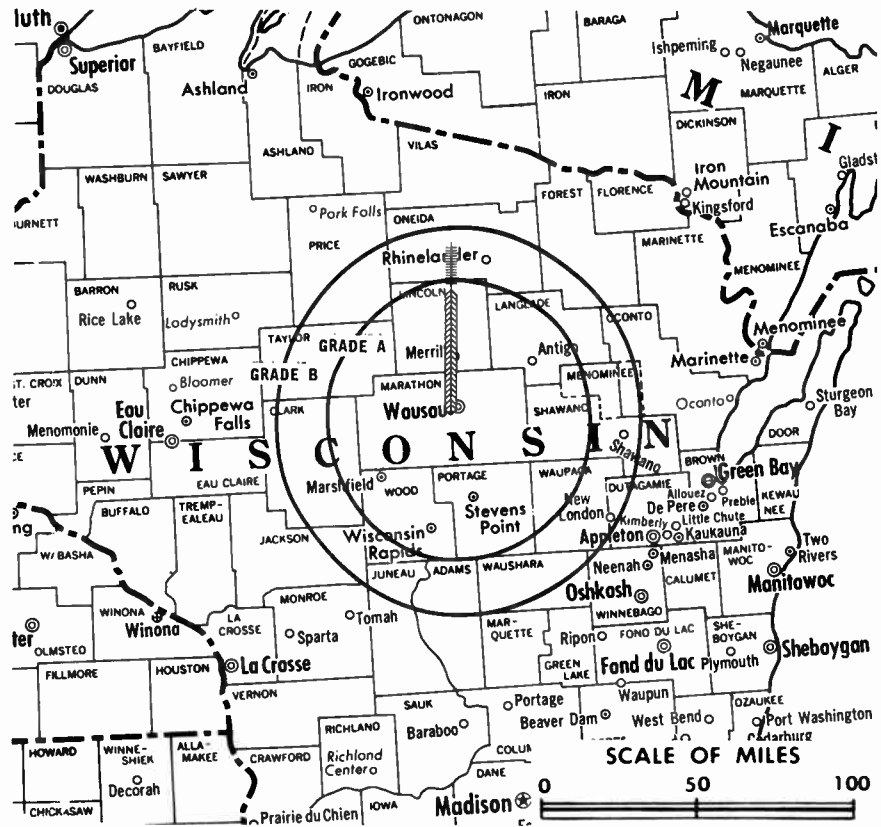 luth
BAYFIELD
ONTONAGON
BARAGA
Marquette
Superior
DOUGLAS
Ashland
IRON
GOGEBIC
Ironwood
Ishpeming
Negaunee
ALGER
MARQUETTE
M
IRON
DICKINSON
I
ASHLAND
VILAS
WASHBURN
SAWYER
FOREST
FLORENCE
Iron
Mountain
Kingsford
Gladst
Escanaba
BURNETT
Park Falls
PRICE
ONEIDA
MARINETTE
MENOMINEE
Rhinelander
BARRON
Rice Lake
RUSK
Ladysmith
LINCOLN
LANGLADE
OCONTO
TAYLOR
GRADE A
Merrill
Antigo
Menominee
Marinette
ST. CROIX
DUNN
CHIPPEWA
Bloomer
GRADE B
MARATHON
MENOMINEE
Oconto
Sturgeon
Bay
Eau
Claire
Chippewa
Falls
CLARK
Wausau
SHAWANO
Shawano
Menomonie
WISCONSIN
DOOR
BROWN
Green Bay
PEPIN
EAU CLAIRE
Marshfield
WOOD
PORTAGE
Stevens
Point
WAUPACA
OUTAGAMIE
New
London
Allouez
De Pere
Preble
KEWAU
NEE
BUFFALO
TREMP-
EALEAU
JACKSON
Wisconsin
Rapids
Kimberly
Little Chute
Appleton
Kaukauna
WABASHA
JUNEAU
ADAMS
WAUSHARA
Neenah
Menasha
MANITO-
WOC
Two
Rivers
CALUMET
Manitowoc
Oshkosh
WINNEBAGO
WINONA
Winona
LA
CROSSE
MONROE
Sparta
Tomah
MAR-
QUETTE
Ripon
FOND DU LAC
SHE-
BOYGAN
OLMSTED
La Crosse
GREEN
LAKE
Fond du Lac
Plymouth
Sheboygan
FILLMORE
HOUSTON
VERNON
Waupun
SAUK
Portage
Beaver Dam
West Bend
OZAUKEE
Port Washington
Cedarburg
HOWARD
WINNE-
SHIEK
ALLA-
MAKEE
CRAWFORD
RICHLAND
Richland
Center
Baraboo
COLU
DANE
SCALE OF MILES
Decorah
CHICKASAW
Prairie du Chien
IOWA
Madison
0 50 100